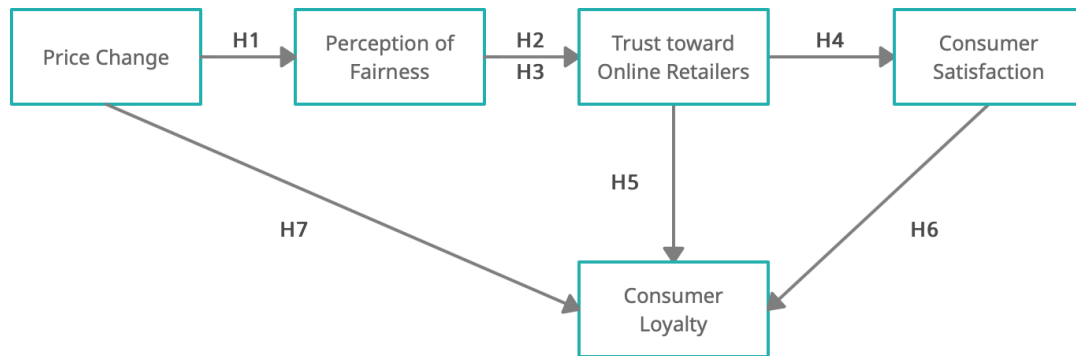 Price Change
H1
Perception of
Fairness
H2
H3
Trust toward
Online Retailers
H4
Consumer
Satisfaction
H5
H7
H6
Consumer
Loyalty